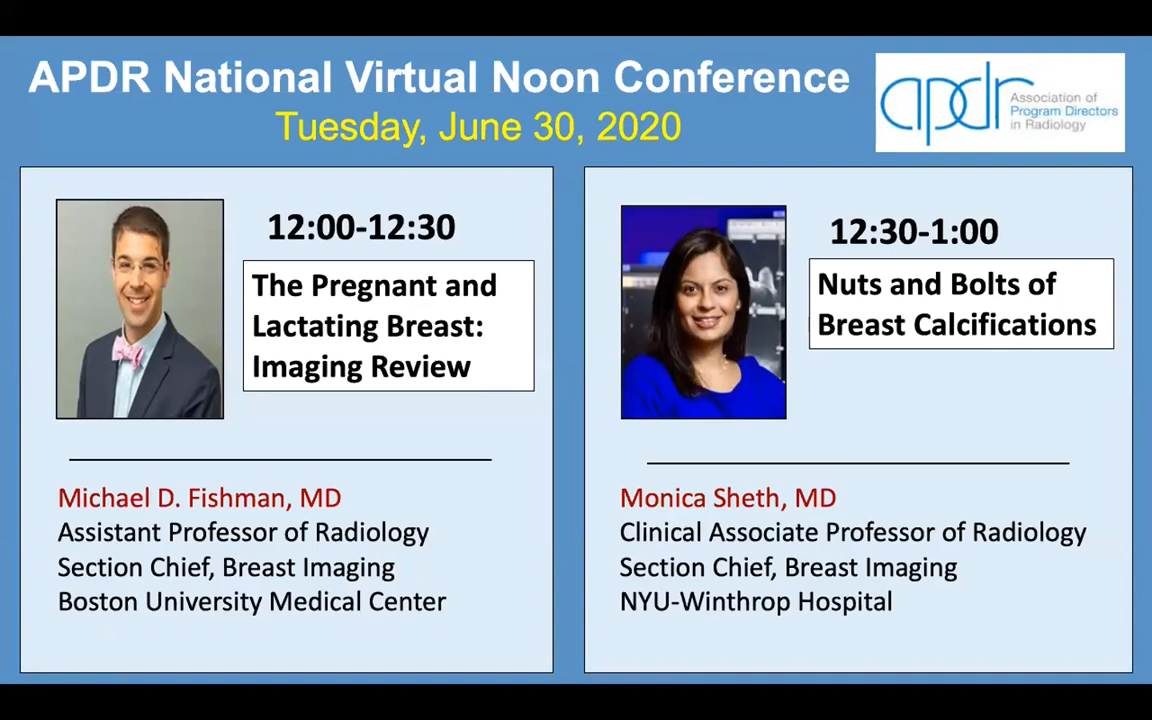 APDR National Virtual Noon Conference
Tuesday, June 30, 2020
apdr
Association of
Program Directors
in Radiology
12:00-12:30
The Pregnant and
Lactating Breast:
Imaging Review
Michael D. Fishman, MD
Assistant Professor of Radiology
Section Chief, Breast Imaging
Boston University Medical Center
12:30-1:00
Nuts and Bolts of
Breast Calcifications
Monica Sheth, MD
Clinical Associate Professor of Radiology
Section Chief, Breast Imaging
NYU-Winthrop Hospital